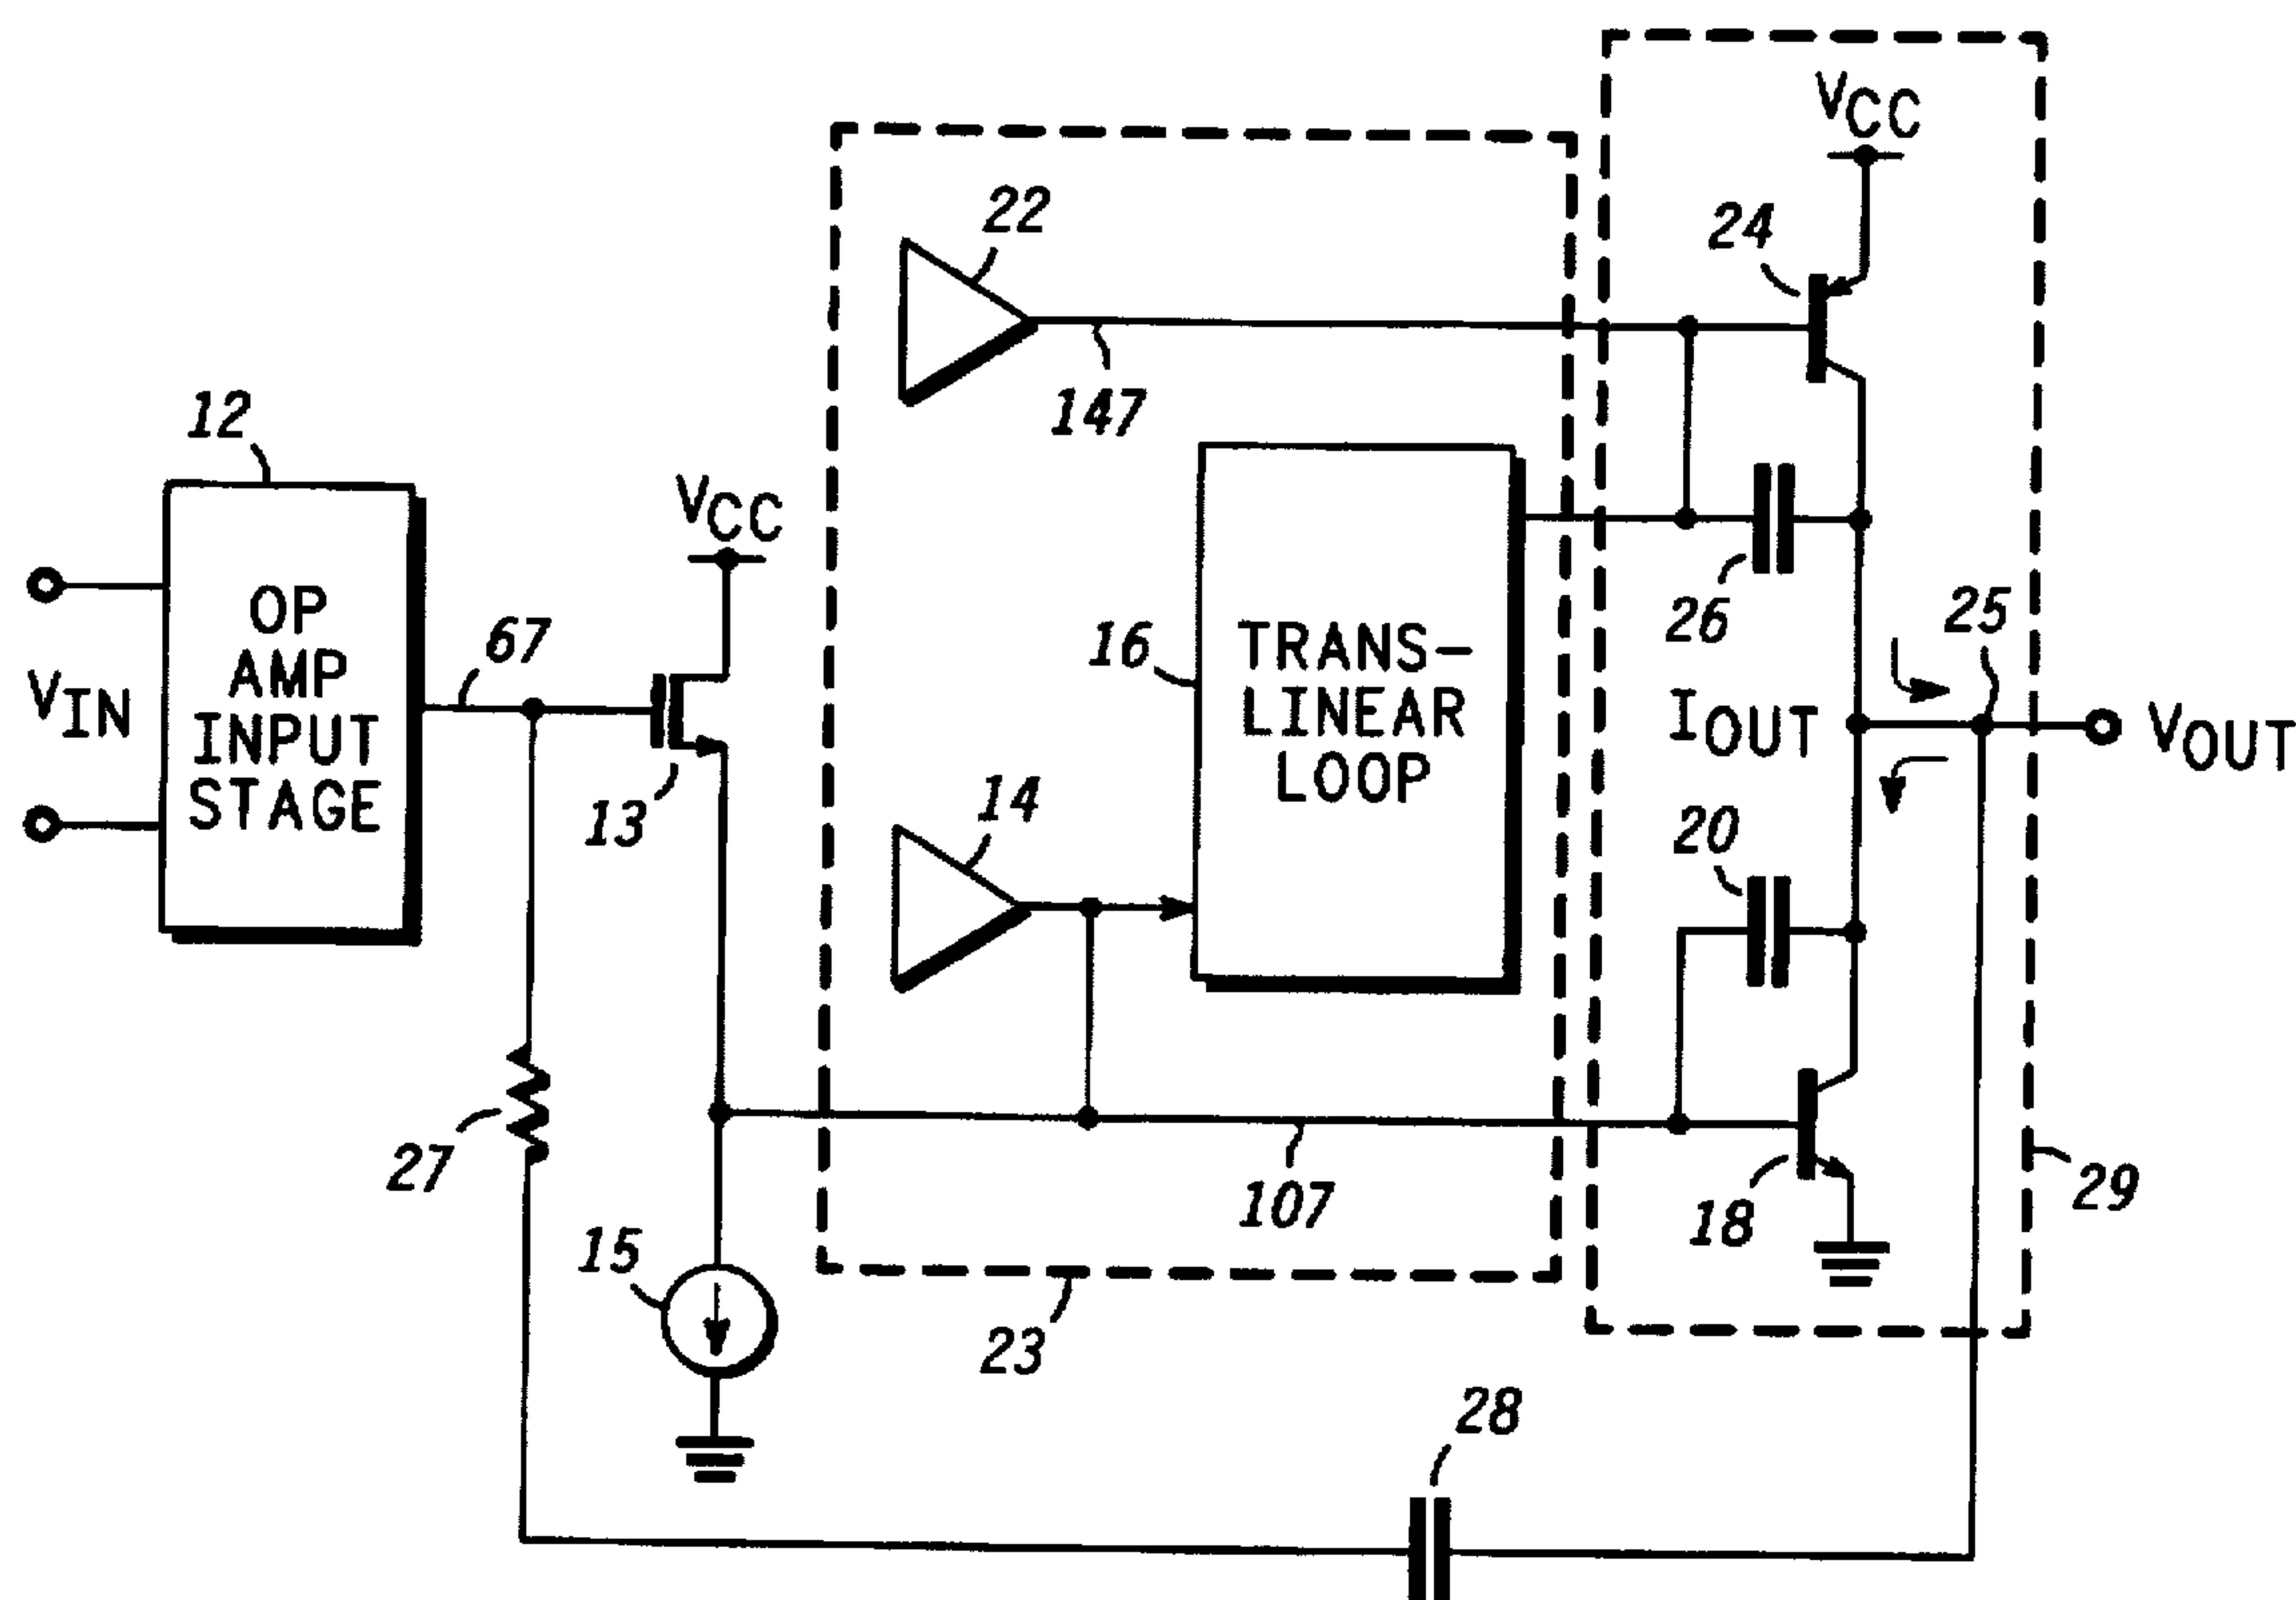 VCC
24
22
147
12
VCC
67
OP
AMP
INPUT
STAGE
VIN
13
16
TRANS-
LINEAR
LOOP
26
25
IOUT
VOUT
14
20
27
15
107
18
29
23
28